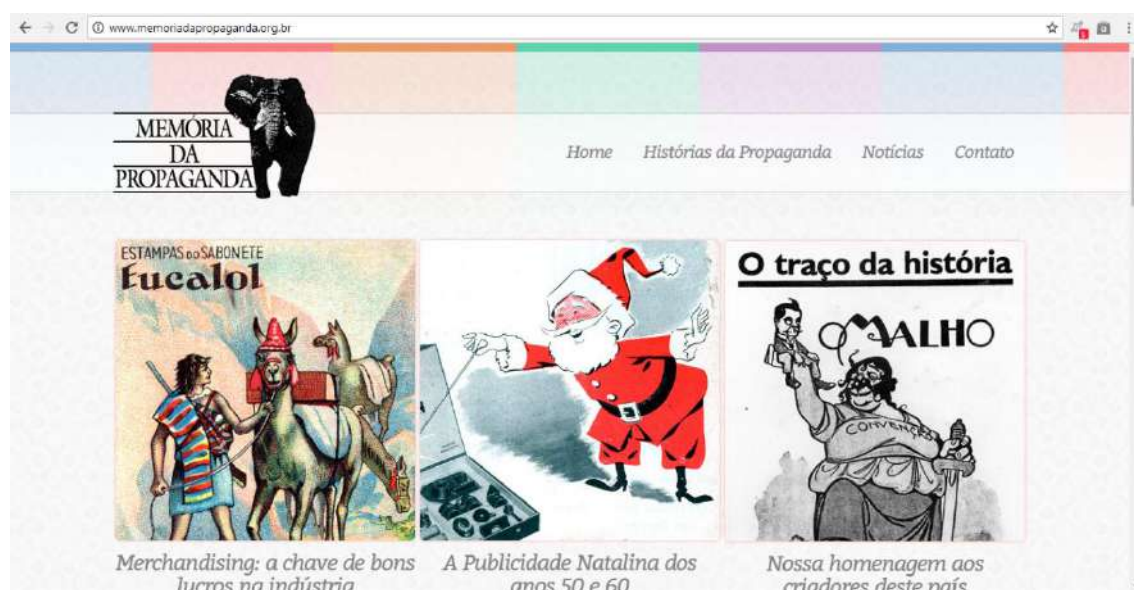 www.memoriadapropaganda.org.br
MEMÓRIA
DA
PROPAGANDA
Home Histórias da Propaganda Notícias Contato
ESTAMPAS DO SABONETE
Eucalol
O traço da história
O MALHO
CONVENÇÃO
Merchandising: a chave de bons
lucros na indústria
A Publicidade Natalina dos
anos 50 e 60
Nossa homenagem aos
criadores deste país